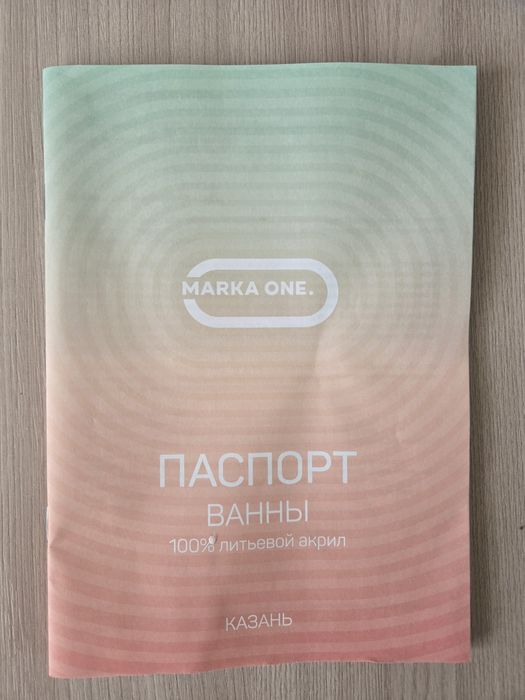 MARKA ONE.
ПАСПОРТ
ВАННЫ
100% литьевой акрил
КАЗАНЬ